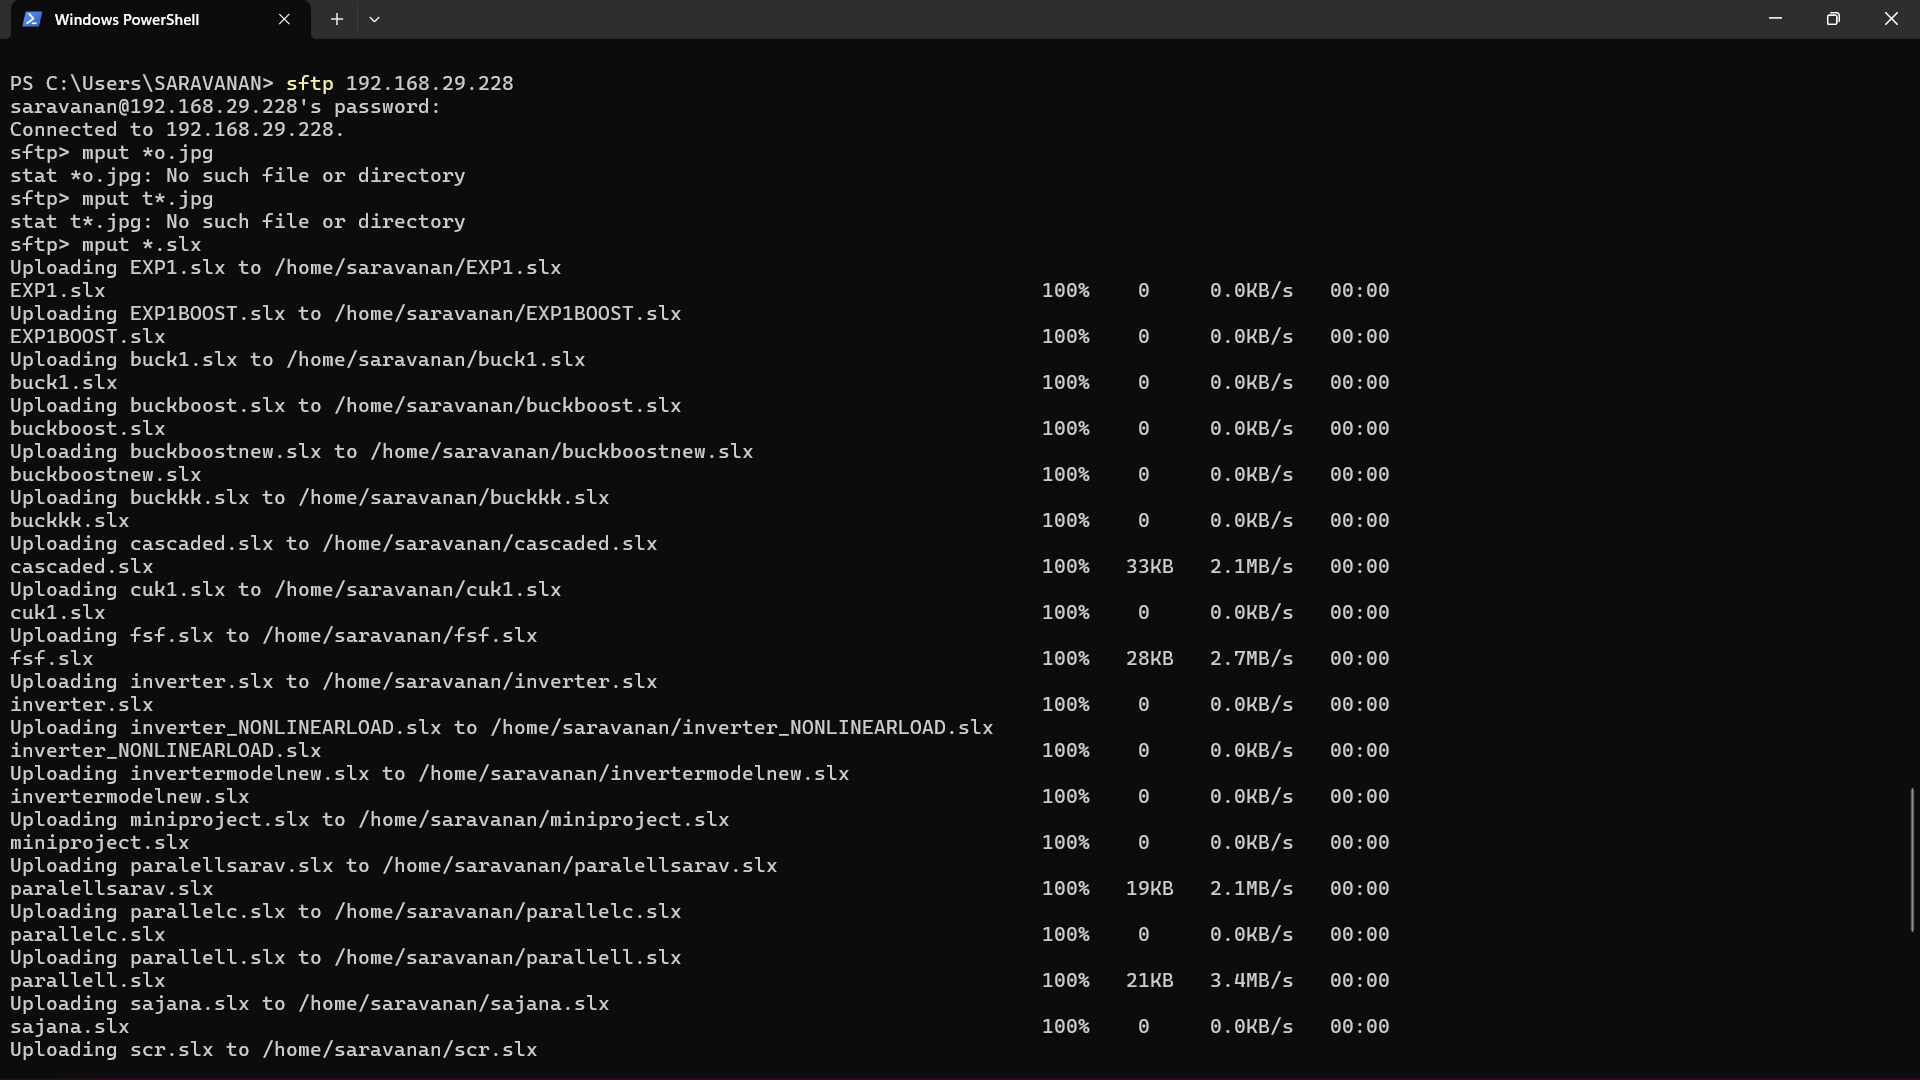 Windows PowerShell
PS C:\Users\SARAVANAN> sftp 192.168.29.228
saravanan@192.168.29.228's password:
Connected to 192.168.29.228.
sftp> mput *o.jpg
stat *o.jpg: No such file or directory
sftp> mput t*.jpg
stat t*.jpg: No such file or directory
sftp> mput *.slx
Uploading EXP1.slx to /home/saravanan/EXP1.slx
EXP1.slx 100% 0 0.0KB/s 00:00
Uploading EXP1BOOST.slx to /home/saravanan/EXP1BOOST.slx
EXP1BOOST.slx 100% 0 0.0KB/s 00:00
Uploading buck1.slx to /home/saravanan/buck1.slx
buck1.slx 100% 0 0.0KB/s 00:00
Uploading buckboost.slx to /home/saravanan/buckboost.slx
buckboost.slx 100% 0 0.0KB/s 00:00
Uploading buckboostnew.slx to /home/saravanan/buckboostnew.slx
buckboostnew.slx 100% 0 0.0KB/s 00:00
Uploading buckkk.slx to /home/saravanan/buckkk.slx
buckkk.slx 100% 0 0.0KB/s 00:00
Uploading cascaded.slx to /home/saravanan/cascaded.slx
cascaded.slx 100% 33KB 2.1MB/s 00:00
Uploading cuk1.slx to /home/saravanan/cuk1.slx
cuk1.slx 100% 0 0.0KB/s 00:00
Uploading fsf.slx to /home/saravanan/fsf.slx
fsf.slx 100% 28KB 2.7MB/s 00:00
Uploading inverter.slx to /home/saravanan/inverter.slx
inverter.slx 100% 0 0.0KB/s 00:00
Uploading inverter_NONLINEARLOAD.slx to /home/saravanan/inverter_NONLINEARLOAD.slx
inverter_NONLINEARLOAD.slx 100% 0 0.0KB/s 00:00
Uploading invertermodelnew.slx to /home/saravanan/invertermodelnew.slx
invertermodelnew.slx 100% 0 0.0KB/s 00:00
Uploading miniproject.slx to /home/saravanan/miniproject.slx
miniproject.slx 100% 0 0.0KB/s 00:00
Uploading paralellsarav.slx to /home/saravanan/paralellsarav.slx
paralellsarav.slx 100% 19KB 2.1MB/s 00:00
Uploading parallelc.slx to /home/saravanan/parallelc.slx
parallelc.slx 100% 0 0.0KB/s 00:00
Uploading parallell.slx to /home/saravanan/parallell.slx
parallell.slx 100% 21KB 3.4MB/s 00:00
Uploading sajana.slx to /home/saravanan/sajana.slx
sajana.slx 100% 0 0.0KB/s 00:00
Uploading scr.slx to /home/saravanan/scr.slx